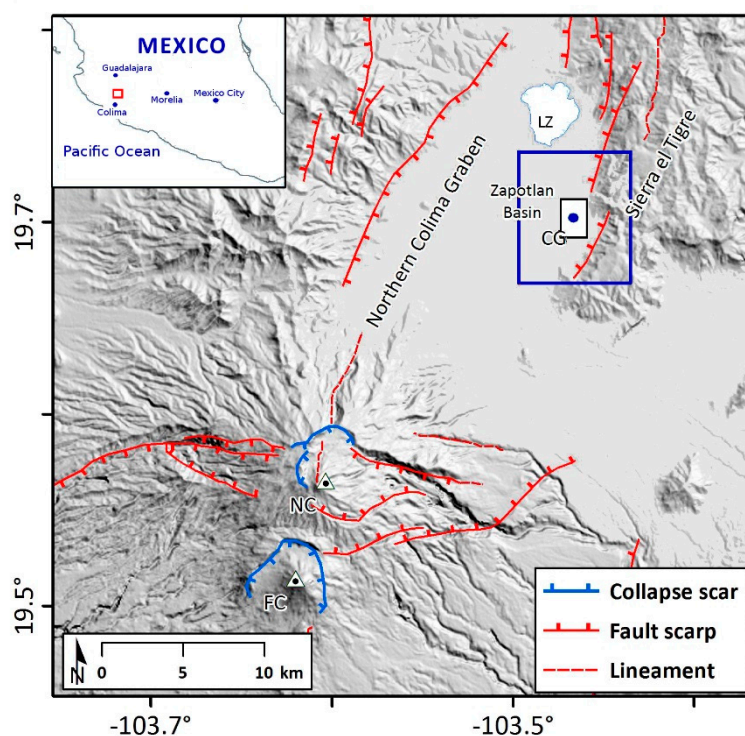 MEXICO
Guadalajara
Colima
Morelia
Mexico City
Pacific Ocean
LZ
Northern Colima Graben
Sierra el Tigre
Zapotlan
Basin
CG
19.7°
NC
FC
19.5°
Collapse scar
Fault scarp
Lineament
N
0 5 10 km
-103.7°
-103.5°